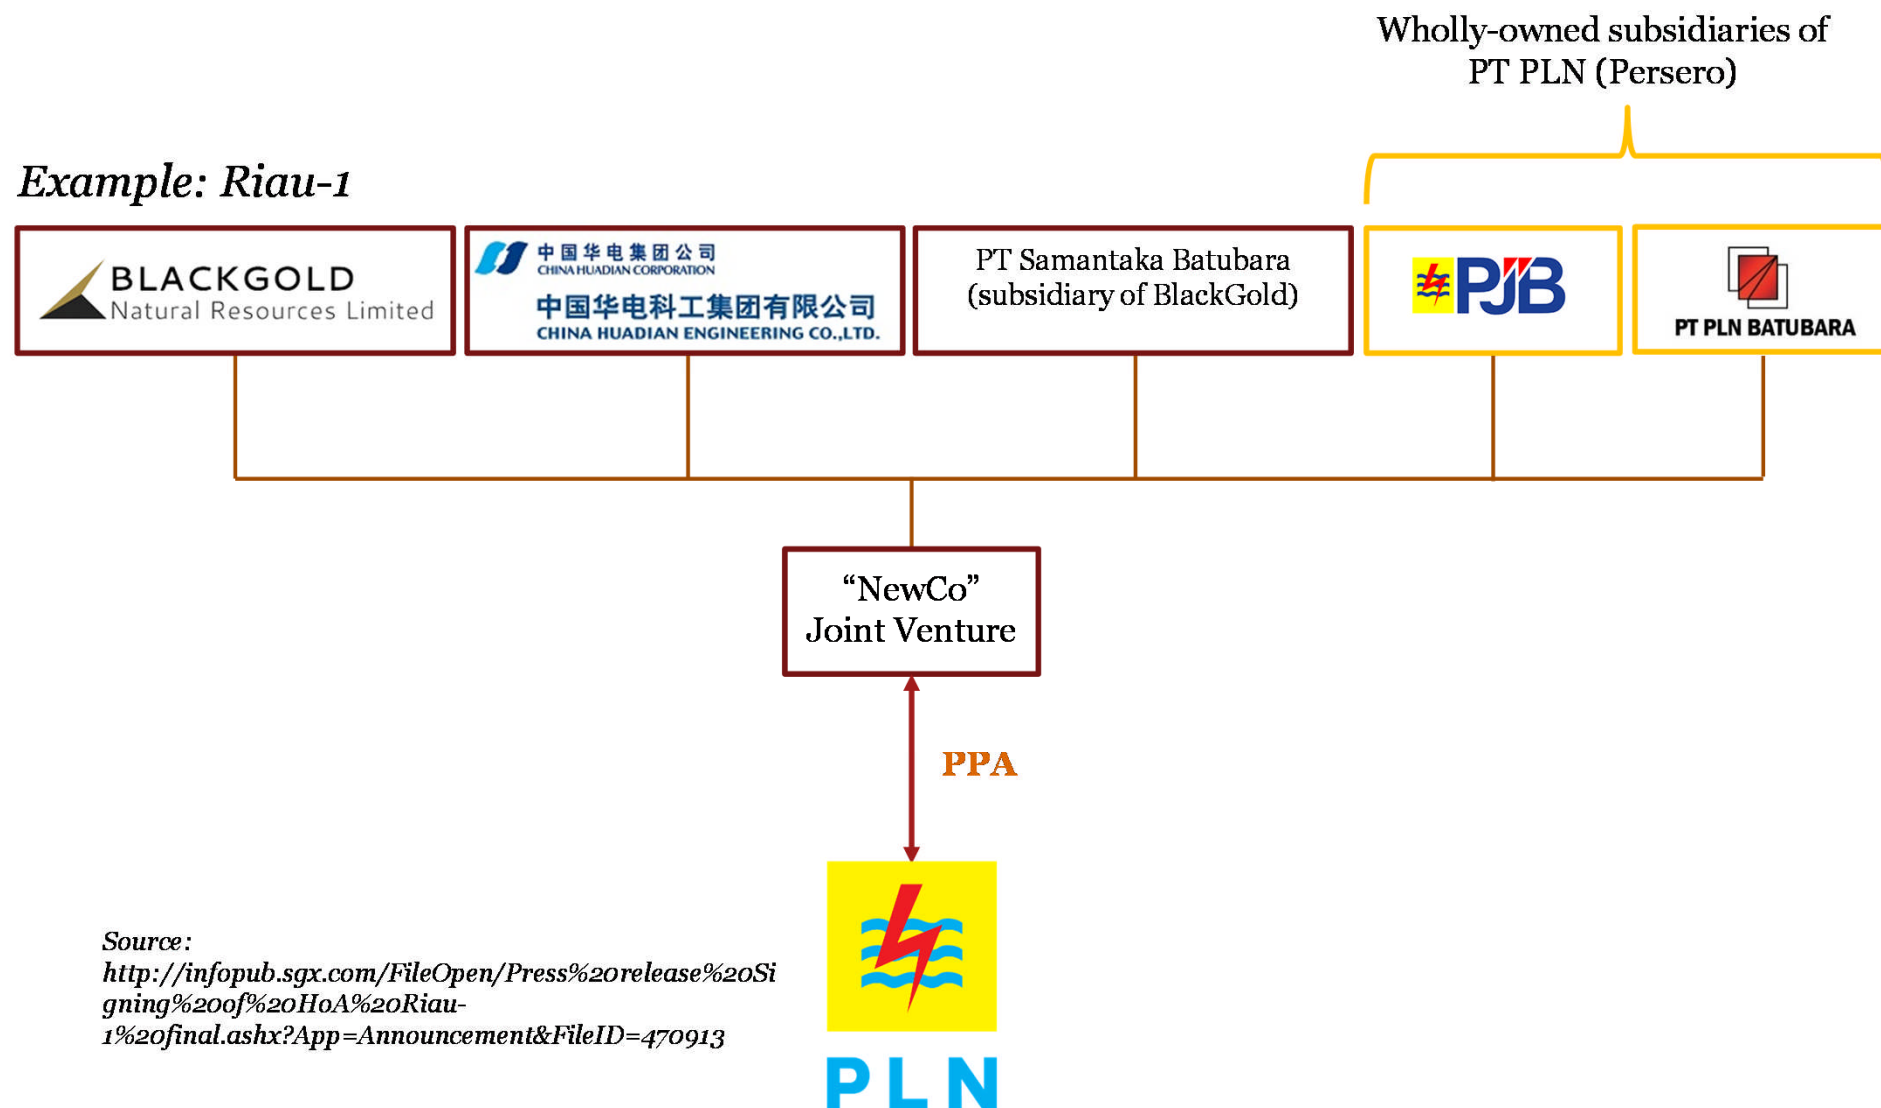 Wholly-owned subsidiaries of
PT PLN (Persero)
Example: Riau-1
BLACKGOLD
Natural Resources Limited
中国华电集团公司
CHINA HUADIAN CORPORATION
中国华电科工集团有限公司
CHINA HUADIAN ENGINEERING CO.,LTD.
PT Samantaka Batubara
(subsidiary of BlackGold)
PJB
PT PLN BATUBARA
“NewCo”
Joint Venture
PPA
Source:
http://infopub.sgx.com/FileOpen/Press%20release%20Si
gning%20of%20HoA%20Riau-
1%20final.ashx?App=Announcement&FileID=470913
PLN